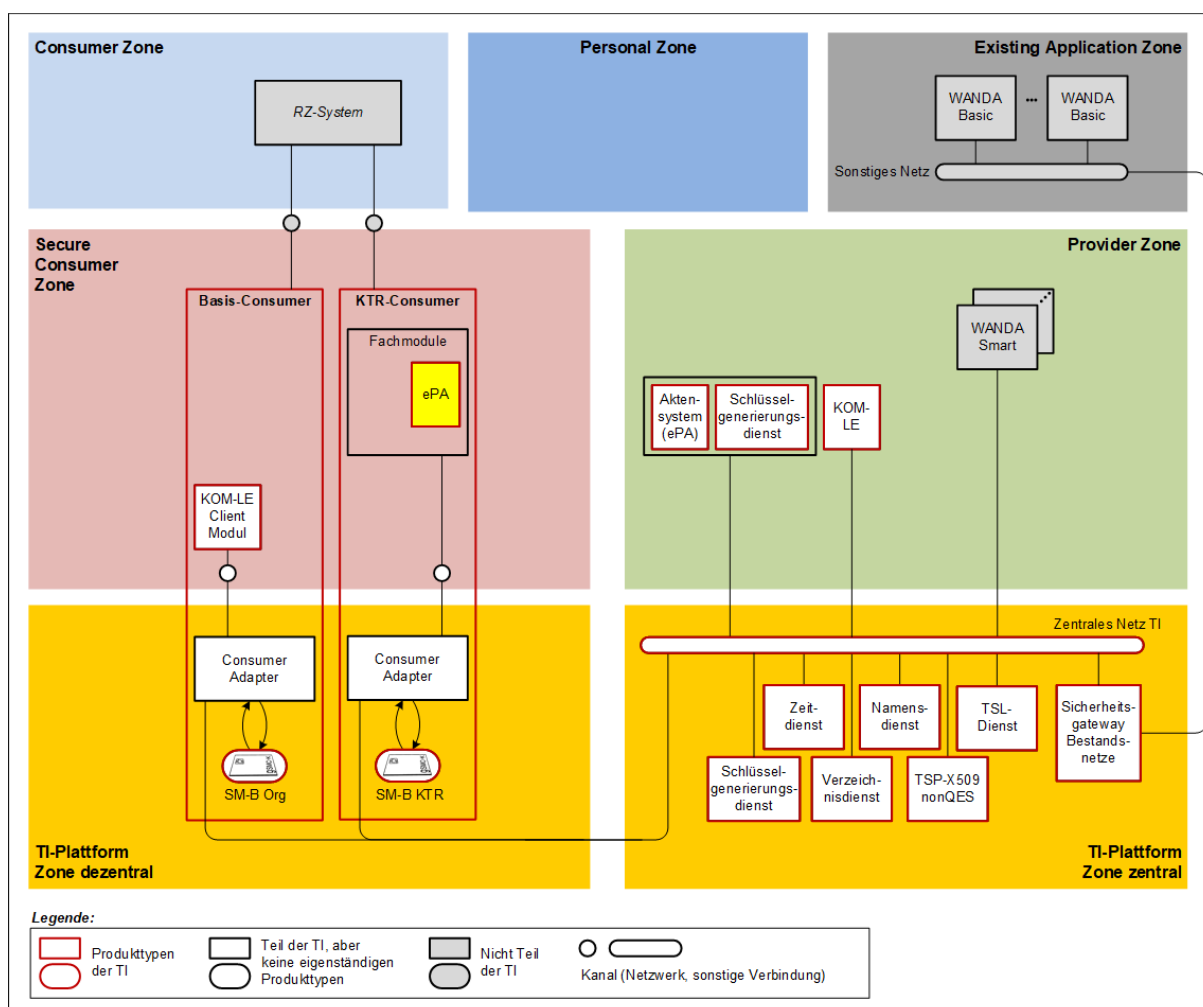 Consumer Zone
Personal Zone
Existing Application Zone
RZ-System
WANDA
Basic
...
WANDA
Basic
Sonstiges Netz
Secure
Consumer
Zone
Provider Zone
Basis-Consumer
KTR-Consumer
Fachmodule
ePA
WANDA
Smart
Akten-
system
(ePA)
Schlüssel-
generierungs-
dienst
KOM-
LE
KOM-LE
Client
Modul
Zentrales Netz TI
Consumer
Adapter
Consumer
Adapter
Zeit-
dienst
Namens-
dienst
TSL-
Dienst
Sicherheits-
gateway
Bestands-
netze
Schlüssel-
generierungs-
dienst
Verzeich-
nisdienst
TSP-X509
nonQES
SM-B Org
SM-B KTR
TI-Plattform
Zone dezentral
TI-Plattform
Zone zentral
Legende:
Produkttypen
der TI
Teil der TI, aber
keine eigenständigen
Produkttypen
Nicht Teil
der TI
Kanal (Netzwerk, sonstige Verbindung)